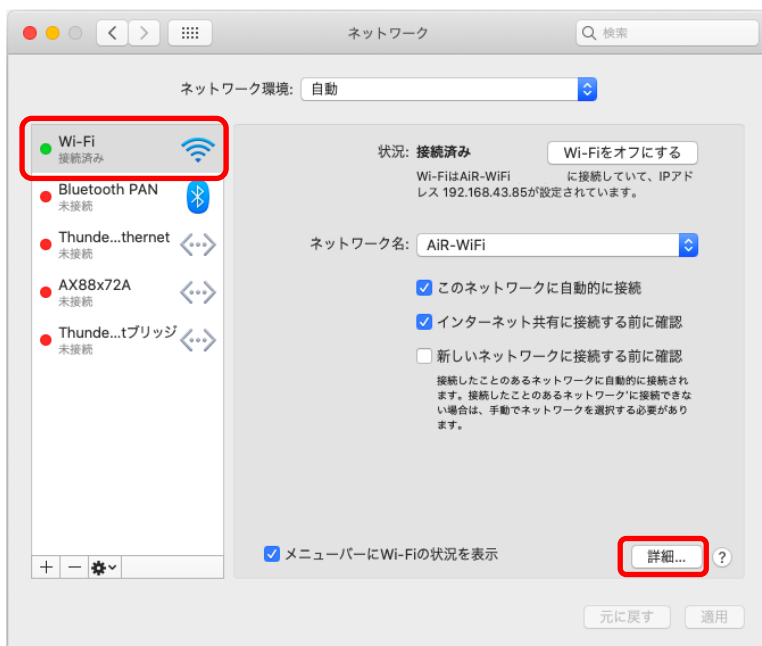 ネットワーク
検索
ネットワーク環境: 自動
Wi-Fi
接続済み
Bluetooth PAN
未接続
Thunde...thernet
未接続
AX88x72A
未接続
Thunde...tブリッジ
未接続
状況: 接続済み
Wi-Fiをオフにする
Wi-FiはAiR-WiFi に接続していて、IPアド
レス 192.168.43.85が設定されています。
ネットワーク名: AiR-WiFi
このネットワークに自動的に接続
インターネット共有に接続する前に確認
新しいネットワークに接続する前に確認
接続したことのあるネットワークに自動的に接続され
ます。接続したことのあるネットワークに接続できな
い場合は、手動でネットワークを選択する必要があり
ます。
メニューバーにWi-Fiの状況を表示
詳細...
?
元に戻す
適用